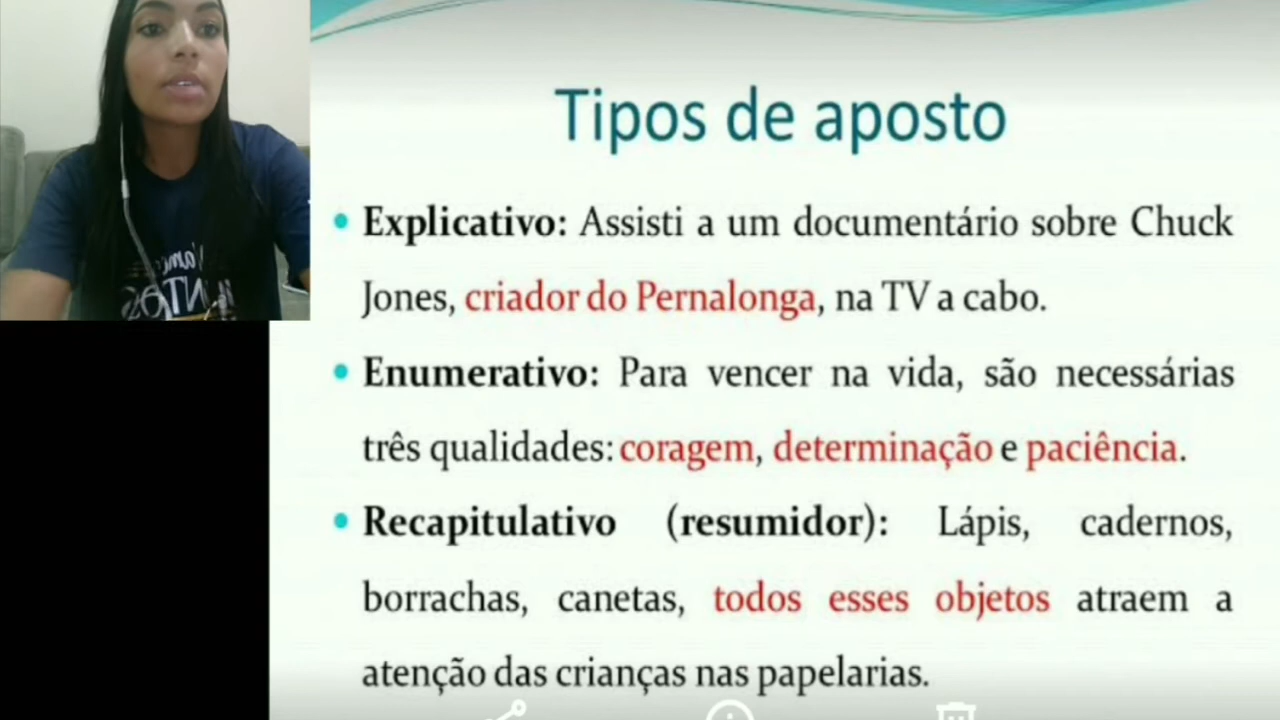 Tipos de aposto
• Explicativo: Assisti a um documentário sobre Chuck
Jones, criador do Pernalonga, na TV a cabo.
• Enumerativo: Para vencer na vida, são necessárias
três qualidades: coragem, determinação e paciência.
• Recapitulativo (resumidor): Lápis, cadernos,
borrachas, canetas, todos esses objetos atraem a
atenção das crianças nas papelarias.